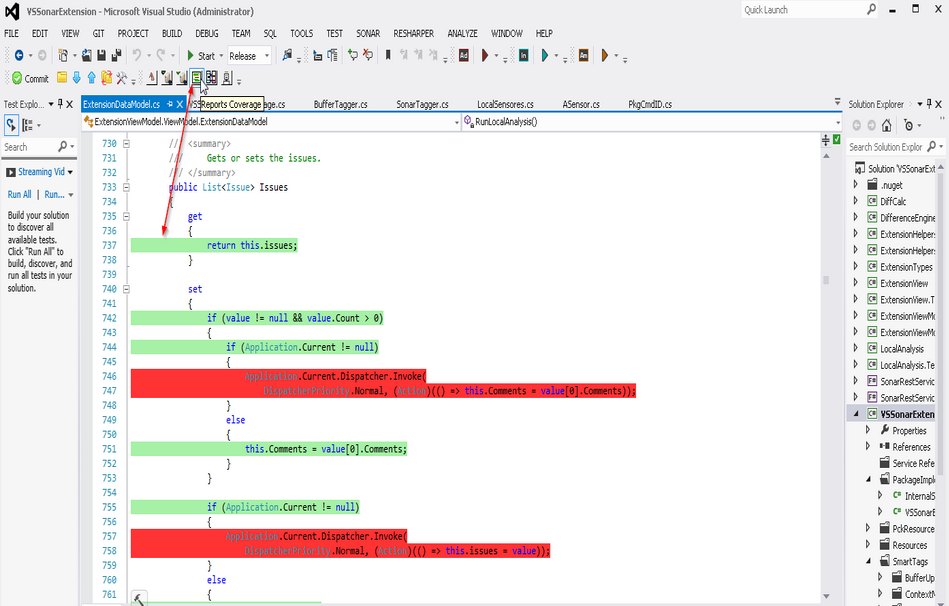 VSSonarExtension - Microsoft Visual Studio (Administrator)
Quick Launch
FILE EDIT VIEW GIT PROJECT BUILD DEBUG TEAM SQL TOOLS TEST SONAR RESHARPER ANALYZE WINDOW HELP
Start Release
Commit
Reports Coverage
Test Explo...
ExtensionDataModel.cs VSS age.cs BufferTagger.cs SonarTagger.cs LocalSensores.cs ASensor.cs PkgCmdID.cs
Solution Explorer
ExtensionViewModel.ViewModel.ExtensionDataModel
RunLocalAnalysis()
Search
Search Solution Explor
Streaming Vid
Run All | Run...
Build your solution
to discover all
available tests.
Click "Run All" to
build, discover, and
run all tests in your
solution.
730 /// <summary>
731 /// Gets or sets the issues.
732 /// </summary>
733 public List<Issue> Issues
734 {
735 get
736 {
737 return this.issues;
738 }
739
740 set
741 {
742 if (value != null && value.Count > 0)
743 {
744 if (Application.Current != null)
745 {
746 Application.Current.Dispatcher.Invoke(
747 DispatcherPriority.Normal, (Action)(() => this.Comments = value[0].Comments));
748 }
749 else
750 {
751 this.Comments = value[0].Comments;
752 }
753 }
754
755 if (Application.Current != null)
756 {
757 Application.Current.Dispatcher.Invoke(
758 DispatcherPriority.Normal, (Action)(() => this.issues = value));
759 }
760 else
761 {
Solution 'VSSonarExt
.nuget
DiffCalc
DifferenceEngine
ExtensionHelper
ExtensionHelper
ExtensionTypes
ExtensionView
ExtensionView.T
ExtensionViewM
ExtensionViewM
LocalAnalysis
LocalAnalysis.Te
SonarRestServic
SonarRestServic
VSSonarExten
Properties
References
Service Refe
PackageImpl
InternalS
VSSonarE
PckResource
Resources
SmartTags
BufferUp
ContextM